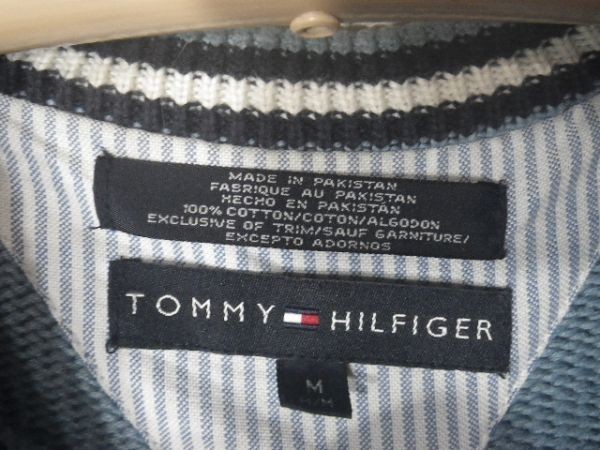 MADE IN PAKISTAN
FABRIQUE AU PAKISTAN
HECHO EN PAKISTÁN
100% COTTON/COTON/ALGODON
EXCLUSIVE OF TRIM/SAUF GARNITURE/
EXCEPTO ADORNOS
TOMMY HILFIGER
M
M/M